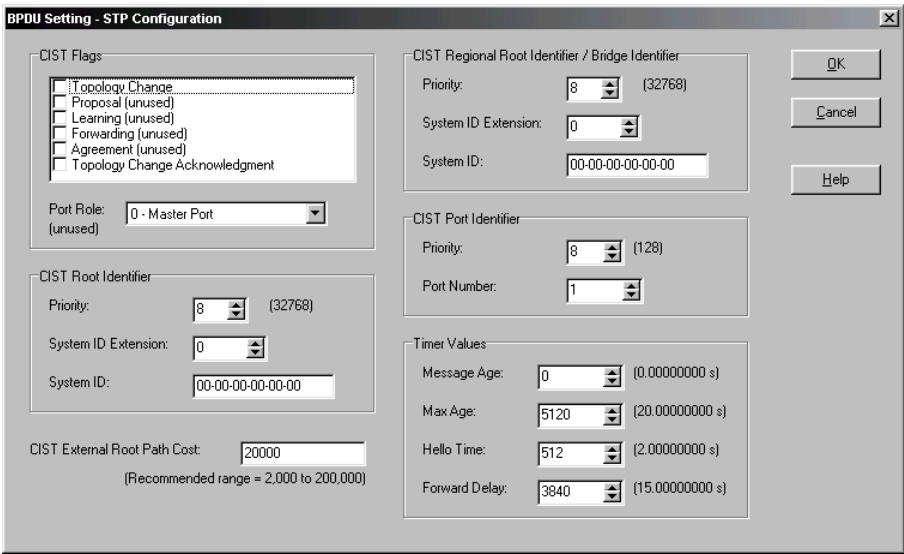 BPDU Setting - STP Configuration
CIST Flags
Topology Change
Proposal (unused)
Learning (unused)
Forwarding (unused)
Agreement (unused)
Topology Change Acknowledgment
Port Role: 0 - Master Port
(unused)
CIST Root Identifier
Priority: 8 (32768)
System ID Extension: 0
System ID: 00-00-00-00-00-00
CIST External Root Path Cost: 20000
(Recommended range = 2,000 to 200,000)
CIST Regional Root Identifier / Bridge Identifier
Priority: 8 (32768)
System ID Extension: 0
System ID: 00-00-00-00-00-00
CIST Port Identifier
Priority: 8 (128)
Port Number: 1
Timer Values
Message Age: 0 (0.00000000 s)
Max Age: 5120 (20.00000000 s)
Hello Time: 512 (2.00000000 s)
Forward Delay: 3840 (15.00000000 s)
OK
Cancel
Help